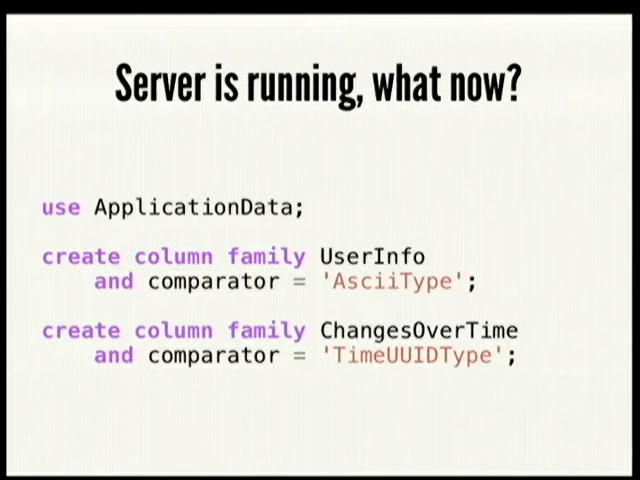 Server is running, what now?
use ApplicationData;
create column family UserInfo
and comparator = 'AsciiType';
create column family ChangesOverTime
and comparator = 'TimeUUIDType';